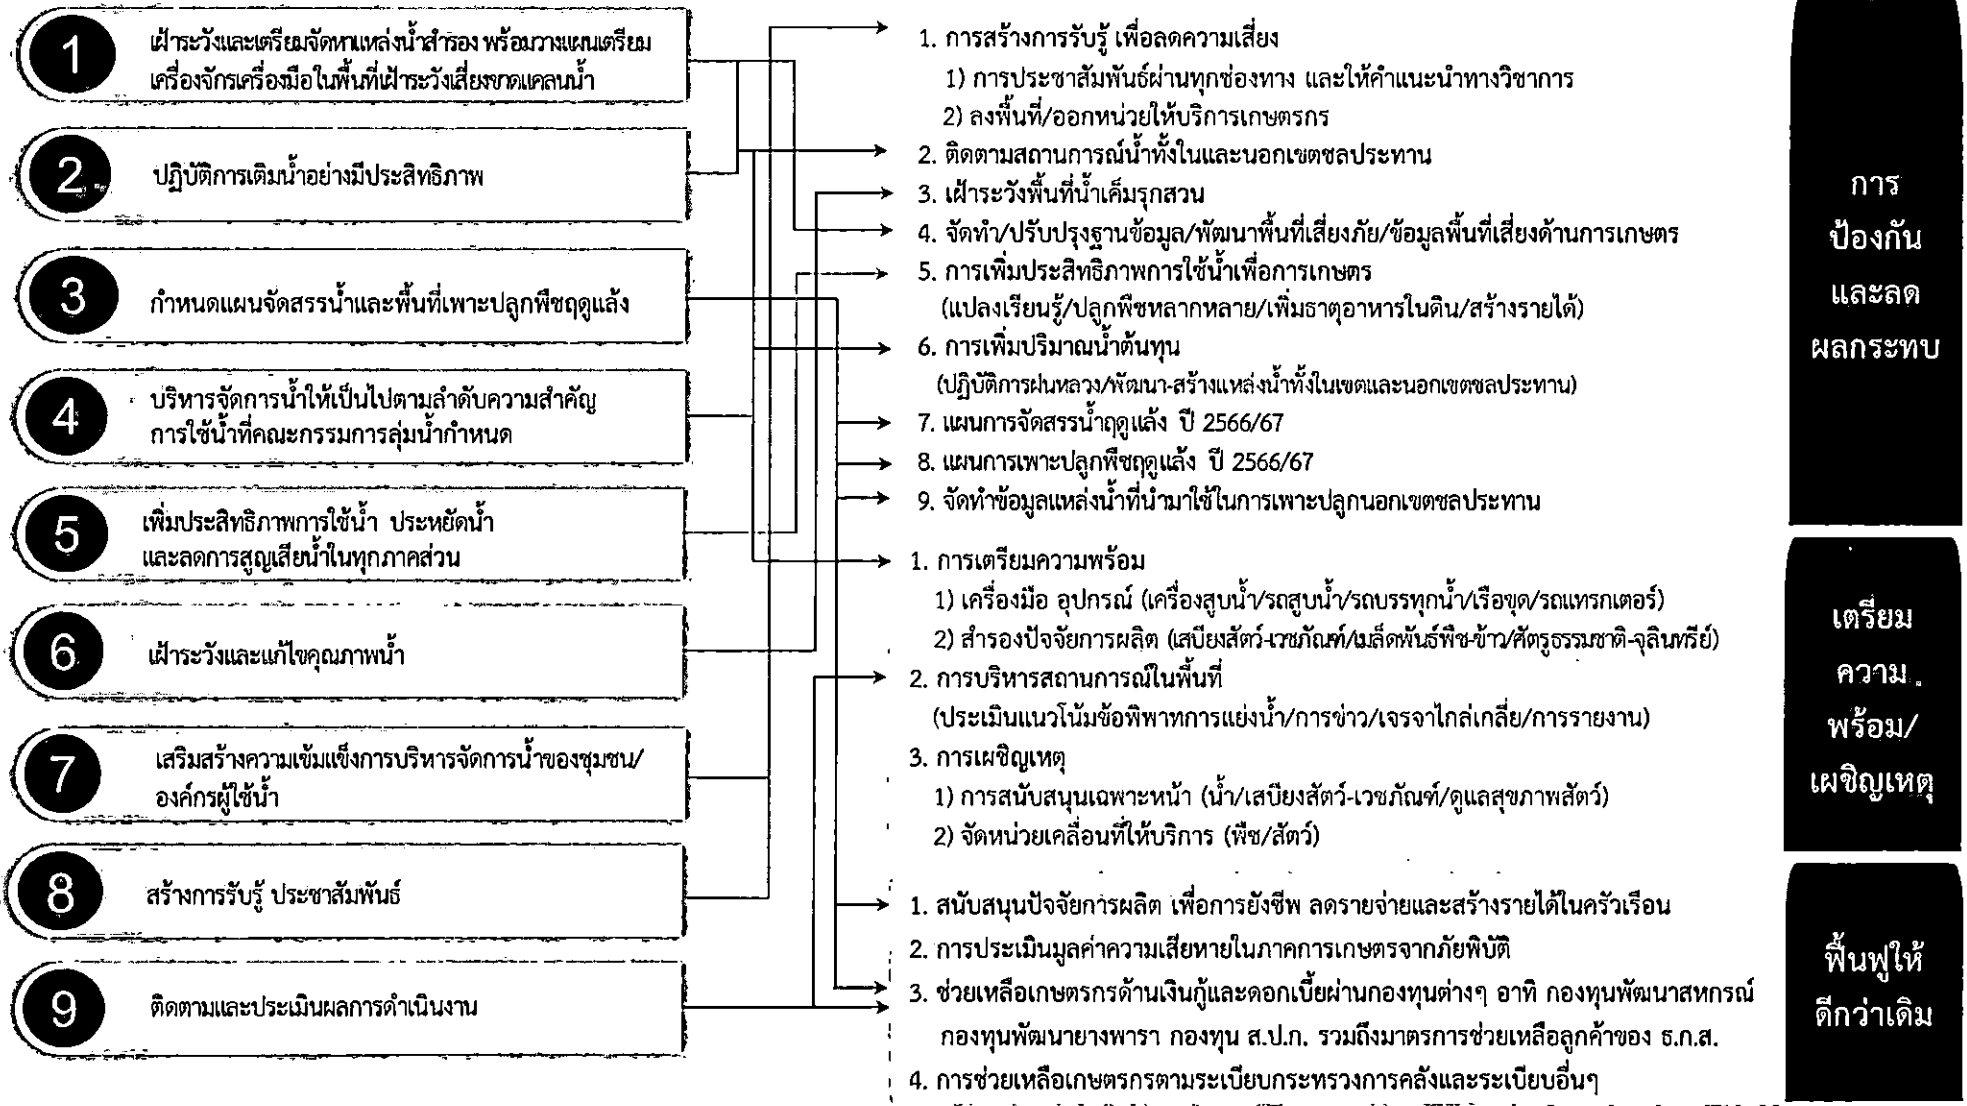 1
เฝ้าระวังและเตรียมจัดหาแหล่งน้ำสำรอง พร้อมวางแผนเตรียม
เครื่องจักรเครื่องมือในพื้นที่เฝ้าระวังเสี่ยงขาดแคลนน้ำ
2
ปฏิบัติการเติมน้ำอย่างมีประสิทธิภาพ
3
กำหนดแผนจัดสรรน้ำและพื้นที่เพาะปลูกพืชฤดูแล้ง
4
บริหารจัดการน้ำให้เป็นไปตามลำดับความสำคัญ
การใช้น้ำที่คณะกรรมการลุ่มน้ำกำหนด
5
เพิ่มประสิทธิภาพการใช้น้ำ ประหยัดน้ำ
และลดการสูญเสียน้ำในทุกภาคส่วน
6
เฝ้าระวังและแก้ไขคุณภาพน้ำ
7
เสริมสร้างความเข้มแข็งการบริหารจัดการน้ำของชุมชน/
องค์กรผู้ใช้น้ำ
8
สร้างการรับรู้ ประชาสัมพันธ์
9
ติดตามและประเมินผลการดำเนินงาน
1. การสร้างการรับรู้ เพื่อลดความเสี่ยง
1) การประชาสัมพันธ์ผ่านทุกช่องทาง และให้คำแนะนำทางวิชาการ
2) ลงพื้นที่/ออกหน่วยให้บริการเกษตรกร
2. ติดตามสถานการณ์น้ำทั้งในและนอกเขตชลประทาน
3. เฝ้าระวังพื้นที่น้ำเค็มรุกสวน
4. จัดทำ/ปรับปรุงฐานข้อมูล/พัฒนาพื้นที่เสี่ยงภัย/ข้อมูลพื้นที่เสี่ยงด้านการเกษตร
5. การเพิ่มประสิทธิภาพการใช้น้ำเพื่อการเกษตร
(แปลงเรียนรู้/ปลูกพืชหลากหลาย/เพิ่มธาตุอาหารในดิน/สร้างรายได้)
6. การเพิ่มปริมาณน้ำต้นทุน
(ปฏิบัติการฝนหลวง/พัฒนา-สร้างแหล่งน้ำทั้งในเขตและนอกเขตชลประทาน)
7. แผนการจัดสรรน้ำฤดูแล้ง ปี 2566/67
8. แผนการเพาะปลูกพืชฤดูแล้ง ปี 2566/67
9. จัดทำข้อมูลแหล่งน้ำที่นำมาใช้ในการเพาะปลูกนอกเขตชลประทาน
การ
ป้องกัน
และลด
ผลกระทบ
1. การเตรียมความพร้อม
1) เครื่องมือ อุปกรณ์ (เครื่องสูบน้ำ/รถสูบน้ำ/รถบรรทุกน้ำ/เรือขุด/รถแทรกเตอร์)
2) สำรองปัจจัยการผลิต (เสบียงสัตว์-เวชภัณฑ์/เมล็ดพันธ์พืช-ข้าว/ศัตรูธรรมชาติ-จุลินทรีย์)
2. การบริหารสถานการณ์ในพื้นที่
(ประเมินแนวโน้มข้อพิพาทการแย่งน้ำ/การข่าว/เจรจาไกล่เกลี่ย/การรายงาน)
3. การเผชิญเหตุ
1) การสนับสนุนเฉพาะหน้า (น้ำ/เสบียงสัตว์-เวชภัณฑ์/ดูแลสุขภาพสัตว์)
2) จัดหน่วยเคลื่อนที่ให้บริการ (พืช/สัตว์)
เตรียม
ความ
พร้อม/
เผชิญเหตุ
1. สนับสนุนปัจจัยการผลิต เพื่อการยังชีพ ลดรายจ่ายและสร้างรายได้ในครัวเรือน
2. การประเมินมูลค่าความเสียหายในภาคการเกษตรจากภัยพิบัติ
3. ช่วยเหลือเกษตรกรด้านเงินกู้และดอกเบี้ยผ่านกองทุนต่างๆ อาทิ กองทุนพัฒนาสหกรณ์
กองทุนพัฒนายางพารา กองทุน ส.ป.ก. รวมถึงมาตรการช่วยเหลือลูกค้าของ ธ.ก.ส.
4. การช่วยเหลือเกษตรกรตามระเบียบกระทรวงการคลังและระเบียบอื่นๆ
ฟื้นฟูให้
ดีกว่าเดิม